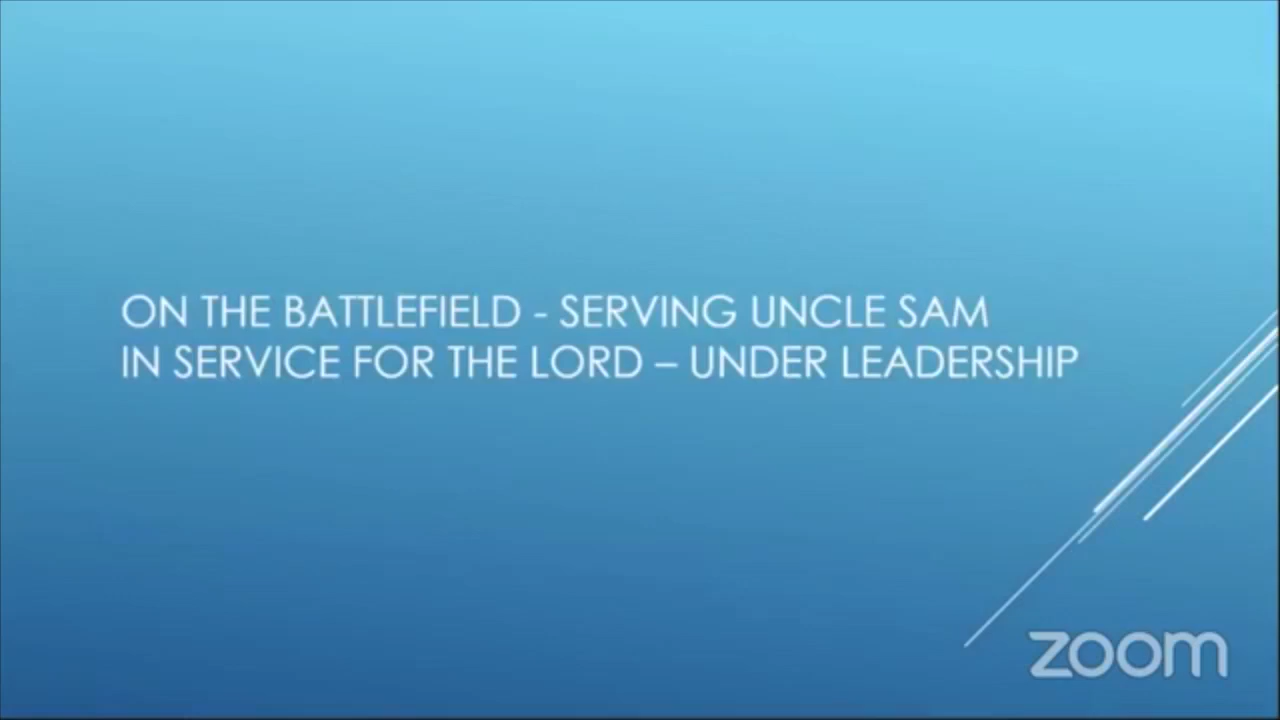 ON THE BATTLEFIELD - SERVING UNCLE SAM
IN SERVICE FOR THE LORD – UNDER LEADERSHIP
zoom